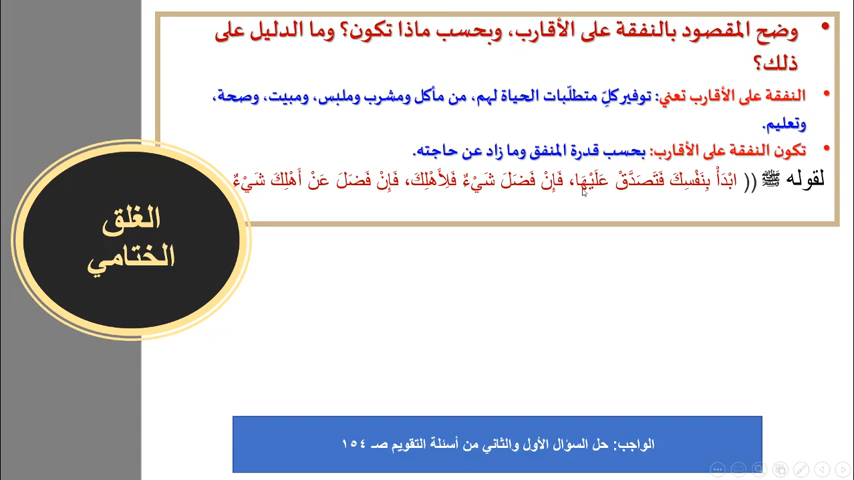 • وضح المقصود بالنفقة على الأقارب، وبحسب ماذا تكون؟ وما الدليل على
ذلك؟
• النفقة على الأقارب تعني: توفير كلِّ متطلّبات الحياة لهم، من مأكل ومشرب وملبس، ومبيت، وصحة،
وتعليم.
• تكون النفقة على الأقارب: بحسب قدرة المنفق وما زاد عن حاجته.
لقوله ﷺ (( ابْدَأْ بِنَفْسِكَ فَتَصَدَّقْ عَلَيْهَا، فَإِنْ فَضَلَ شَيْءٌ فَلِأَهْلِكَ، فَإِنْ فَضَلَ عَنْ أَهْلِكَ شَيْءٌ
الغلق
الختامي
الواجب: حل السؤال الأول والثاني من أسئلة التقويم صـ ١٥٤